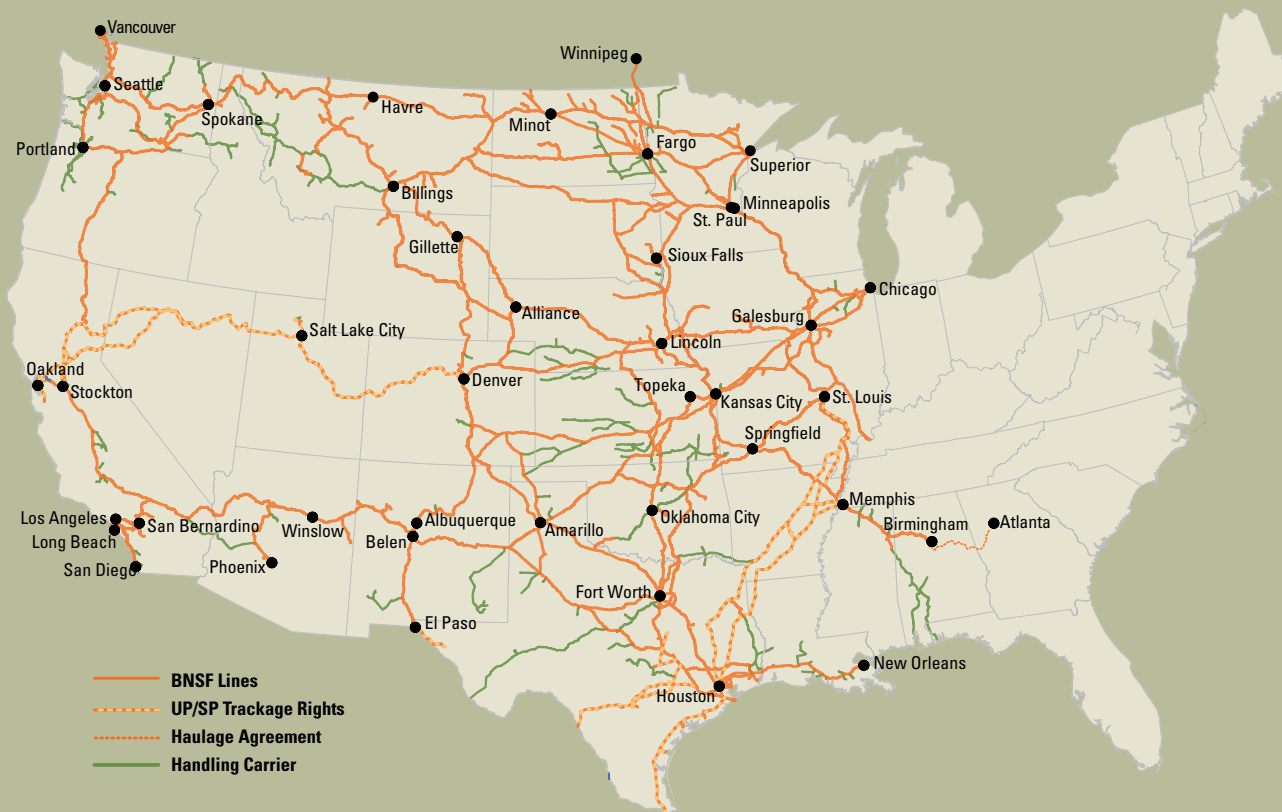 Vancouver
Winnipeg
Seattle
Spokane
Havre
Minot
Portland
Fargo
Superior
Billings
Minneapolis
St. Paul
Gillette
Sioux Falls
Chicago
Alliance
Galesburg
Salt Lake City
Lincoln
Oakland
Stockton
Denver
Topeka
Kansas City
St. Louis
Springfield
Memphis
Los Angeles
San Bernardino
Long Beach
Winslow
Albuquerque
Belen
Amarillo
Oklahoma City
Birmingham
Atlanta
San Diego
Phoenix
Fort Worth
El Paso
New Orleans
Houston
BNSF Lines
UP/SP Trackage Rights
Haulage Agreement
Handling Carrier